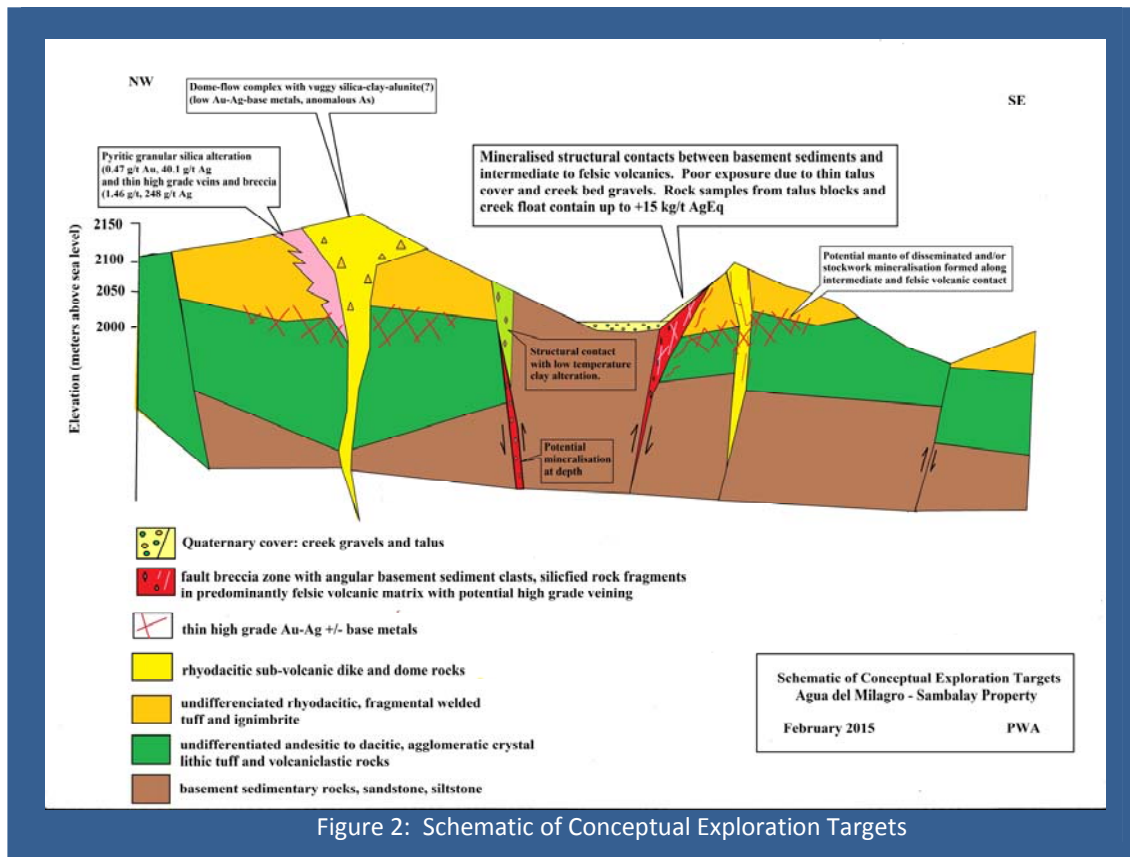 NW
Dome-flow complex with vuggy silica-clay-alunite(?)
(low Au-Ag-base metals, anomalous As)
SE
Pyritic granular silica alteration
(0.47 g/t Au, 40.1 g/t Ag
and thin high grade veins and breccia
(1.46 g/t, 248 g/t Ag
Mineralised structural contacts between basement sediments and
intermediate to felsic volcanics. Poor exposure due to thin talus
cover and creek bed gravels. Rock samples from talus blocks and
creek float contain up to +15 kg/t AgEq
Potential manto of disseminated and/or
stockwork mineralisation formed along
intermediate and felsic volcanic contact
Elevation (meters above sea level)
2150
2100
2050
2000
Structural contact
with low temperature
clay alteration.
Potential
mineralisation
at depth
Quaternary cover: creek gravels and talus
fault breccia zone with angular basement sediment clasts, silicfied rock fragments
in predominantly felsic volcanic matrix with potential high grade veining
thin high grade Au-Ag +/- base metals
rhyodacitic sub-volcanic dike and dome rocks
undifferenciated rhyodacitic, fragmental welded
tuff and ignimbrite
undifferentiated andesitic to dacitic, agglomeratic crystal
lithic tuff and volcaniclastic rocks
basement sedimentary rocks, sandstone, siltstone
Schematic of Conceptual Exploration Targets
Agua del Milagro - Sambalay Property
February 2015 PWA
Figure 2: Schematic of Conceptual Exploration Targets